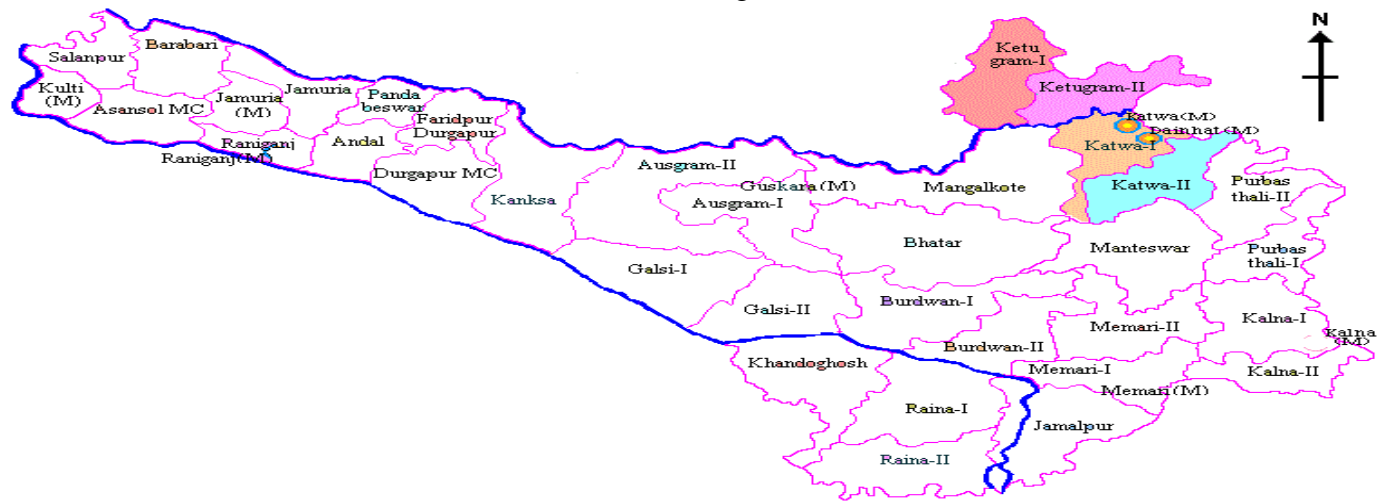 N
Barabari
Salanpur
Ketu
gram-I
Ketugram-II
Kulti
(M)
Asansol MC
Jamuria
(M)
Jamuria
Panda
beswar
Faridpur
Durgapur
Katwa (M)
Dainhat (M)
Raniganj
Raniganj (M)
Andal
Durgapur MC
Katwa-I
Ausgram-II
Guskara (M)
Mangalkote
Katwa-II
Purbas
thali-II
Kanksa
Ausgram-I
Bhatar
Manteswar
Purbas
thali-I
Galsi-I
Galsi-II
Burdwan-I
Memari-II
Kalna-I
Kalna
(M)
Burdwan-II
Khandoghosh
Memari-I
Kalna-II
Memari (M)
Raina-I
Jamalpur
Raina-II